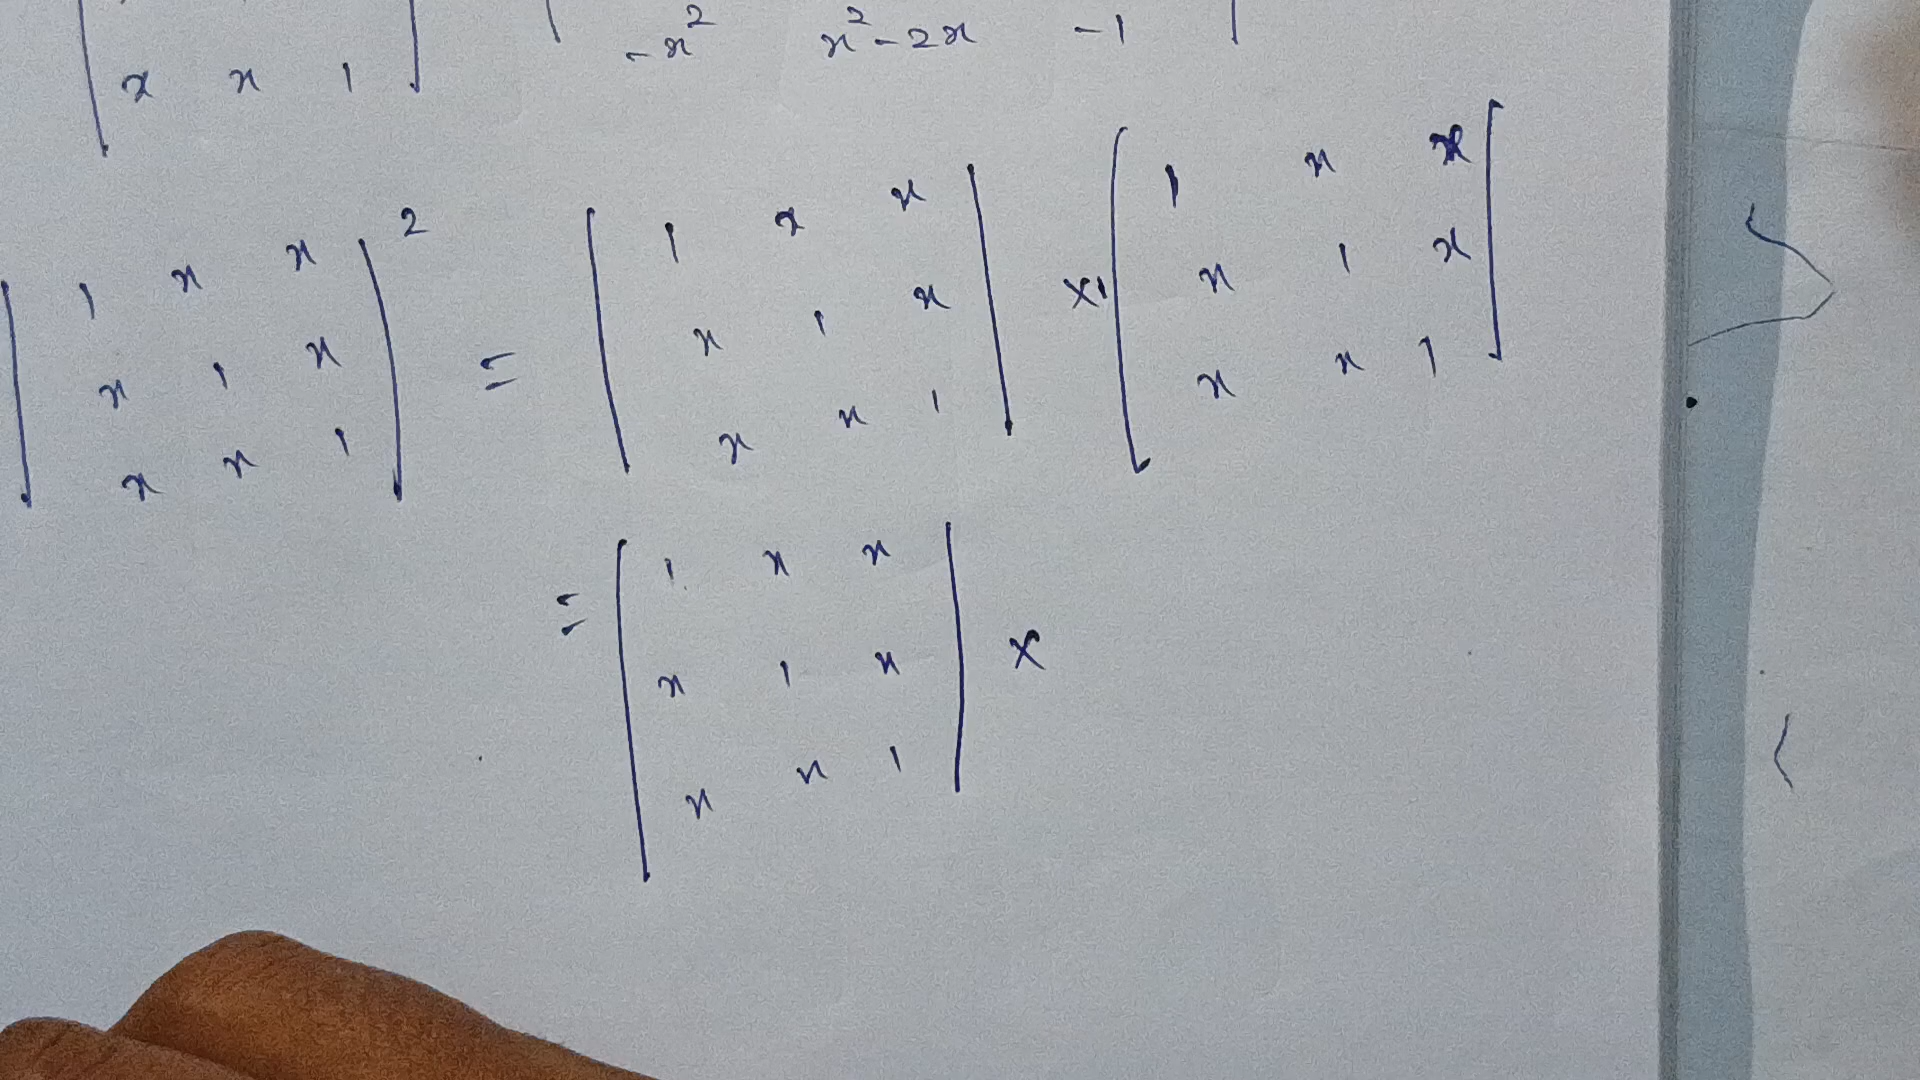 -x² x²-2x -1
x x 1
| 1 x x |² = | 1 x x | × | 1 x x |
| x 1 x | | x 1 x | | x 1 x |
| x x 1 | | x x 1 | | x x 1 |
= | 1 x x | ×
| x 1 x |
| x x 1 |